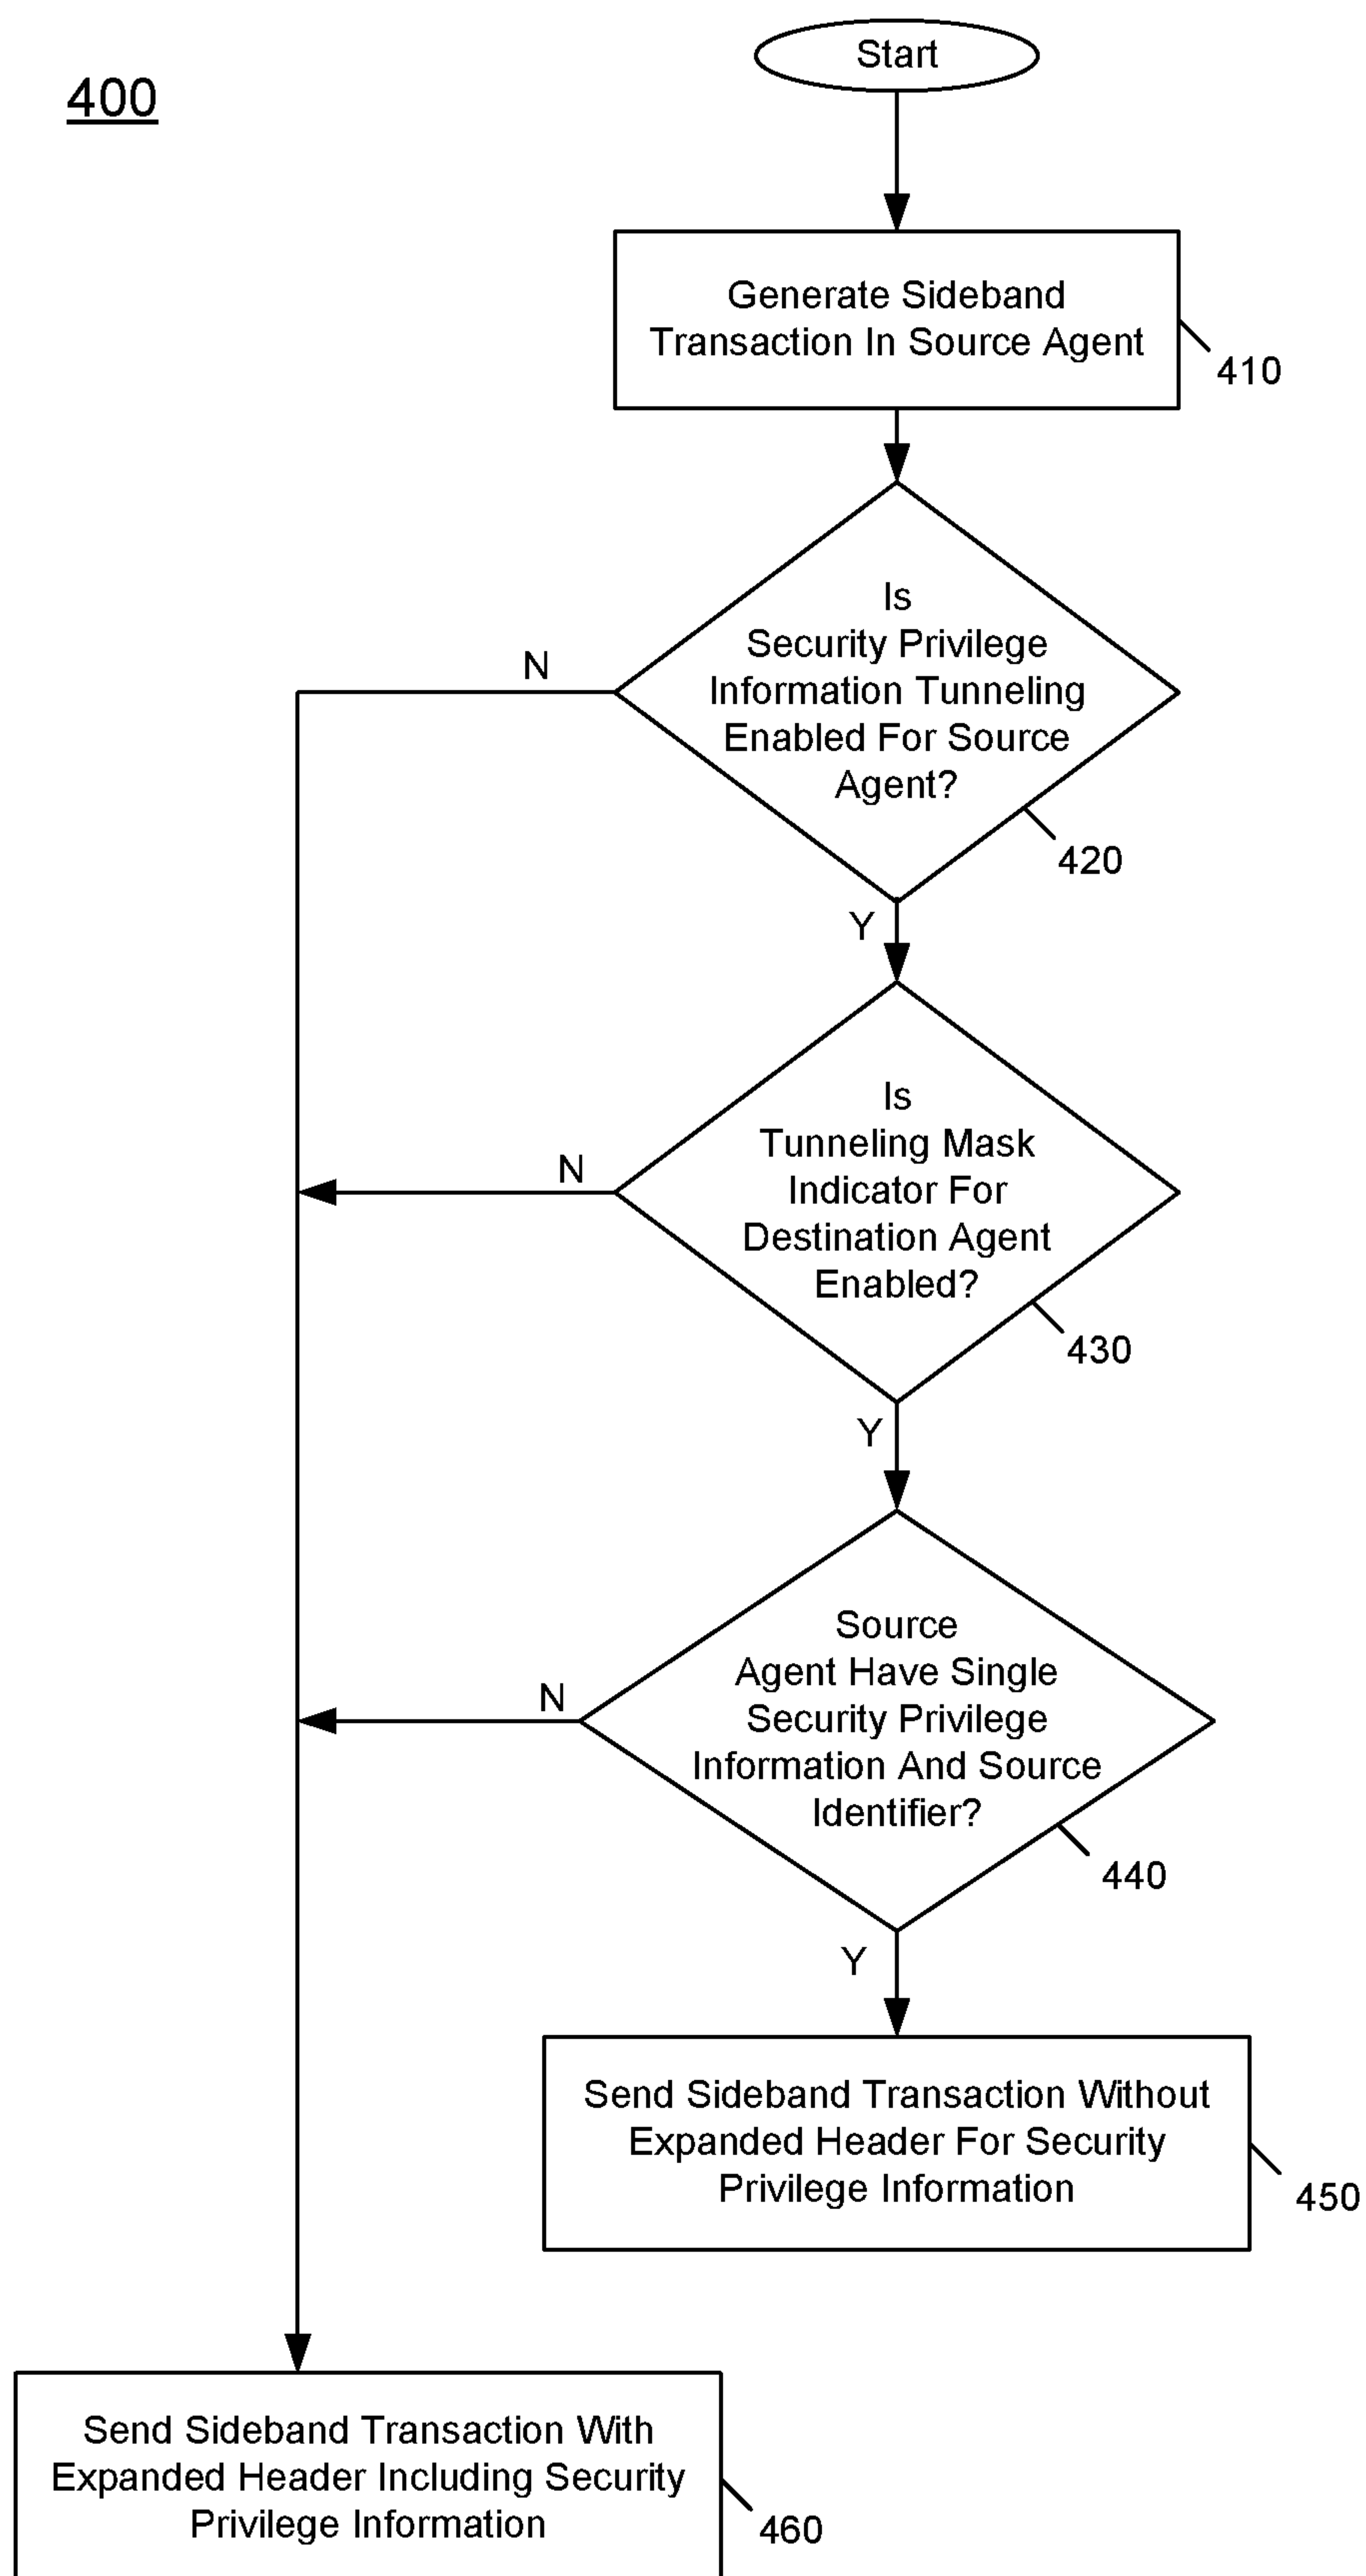 400
Start
Generate Sideband
Transaction In Source Agent
410
Is
Security Privilege
Information Tunneling
Enabled For Source
Agent?
420
N
Y
Is
Tunneling Mask
Indicator For
Destination Agent
Enabled?
430
N
Y
Source
Agent Have Single
Security Privilege
Information And Source
Identifier?
440
N
Y
Send Sideband Transaction Without
Expanded Header For Security
Privilege Information
450
Send Sideband Transaction With
Expanded Header Including Security
Privilege Information
460